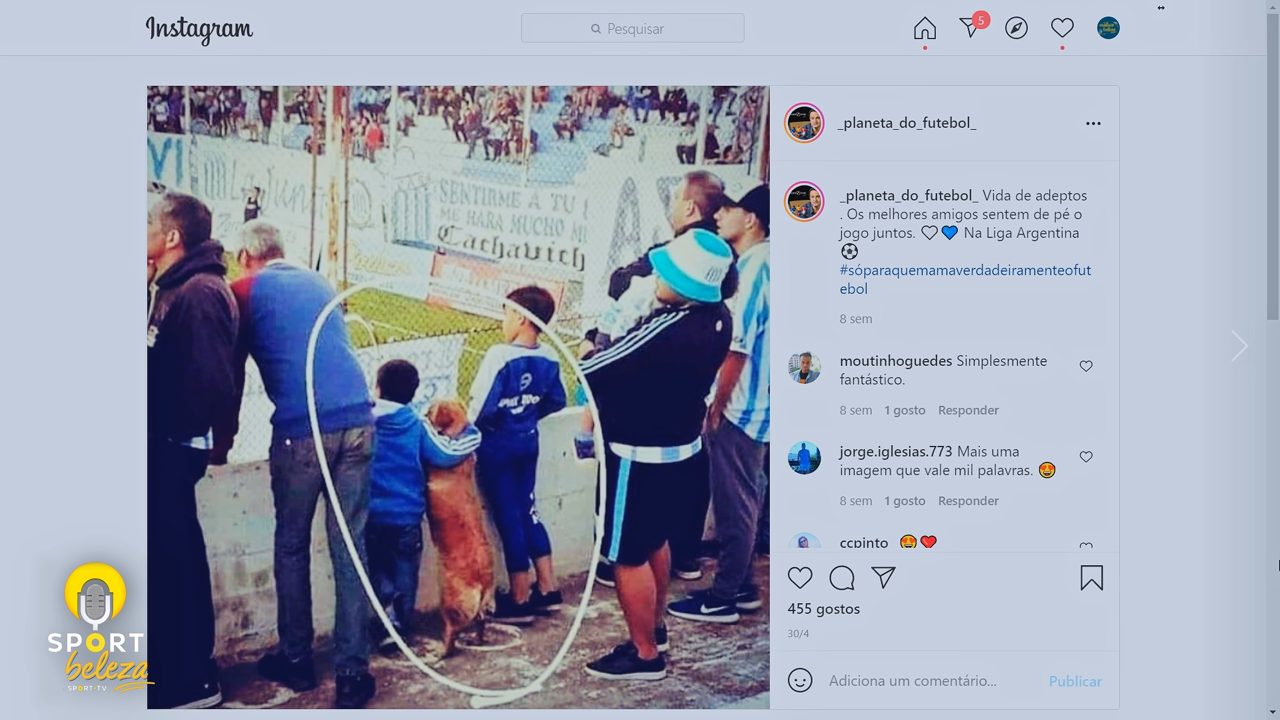 Instagram
Pesquisar
5
_planeta_do_futebol_
_planeta_do_futebol_ Vida de adeptos
. Os melhores amigos sentem de pé o
jogo juntos. 🤍💙 Na Liga Argentina
⚽
#sóparaquemamaverdadeiramentefut
ebol
8 sem
moutinhoguedes Simplesmente
fantástico.
8 sem 1 gosto Responder
jorge.iglesias.773 Mais uma
imagem que vale mil palavras. 🤩
8 sem 1 gosto Responder
ccpinto 🤩❤️
455 gostos
30/4
Adiciona um comentário... Publicar
SENTIRME A TU
ME HARA MUCHO
Cachavich
SPORT
beleza
SPORT·TV